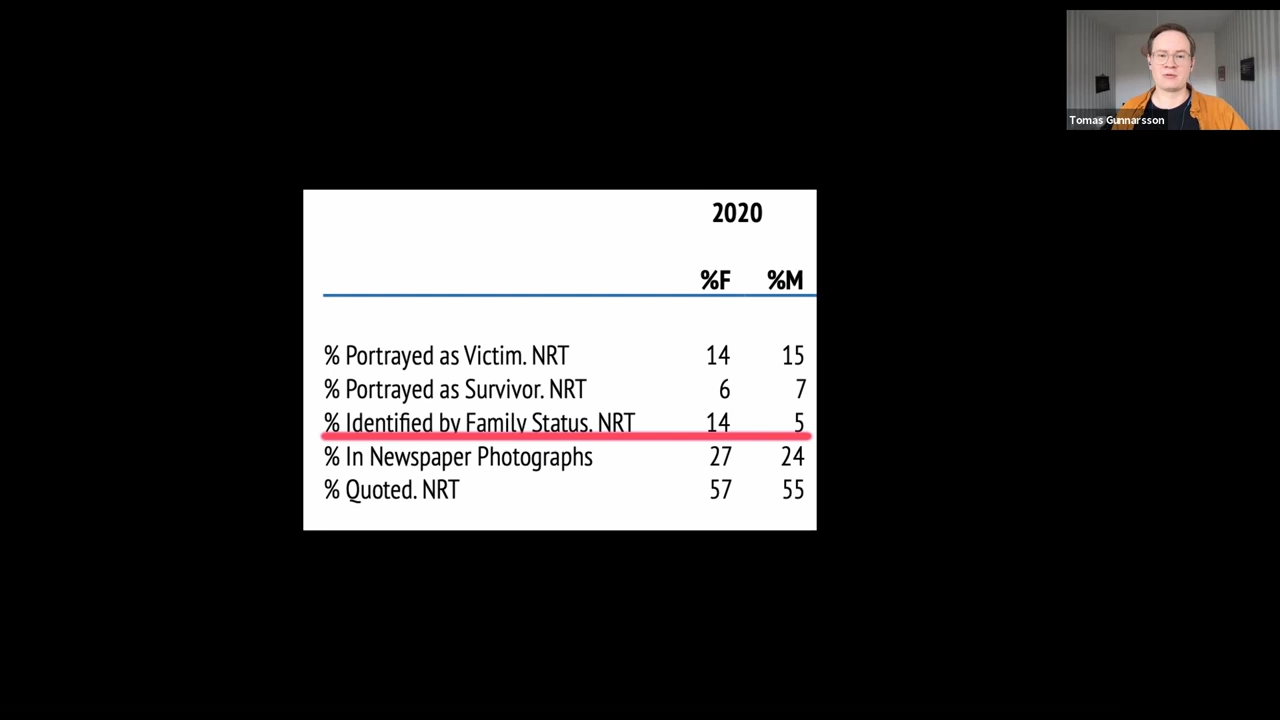 Tomas Gunnarsson
2020
%F %M
% Portrayed as Victim. NRT 14 15
% Portrayed as Survivor. NRT 6 7
% Identified by Family Status. NRT 14 5
% In Newspaper Photographs 27 24
% Quoted. NRT 57 55